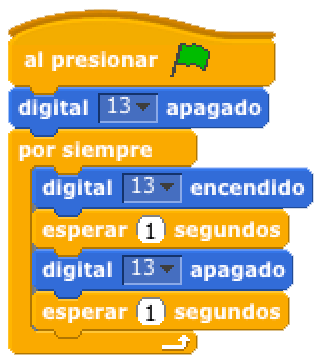 al presionar
digital 13 apagado
por siempre
digital 13 encendido
esperar 1 segundos
digital 13 apagado
esperar 1 segundos